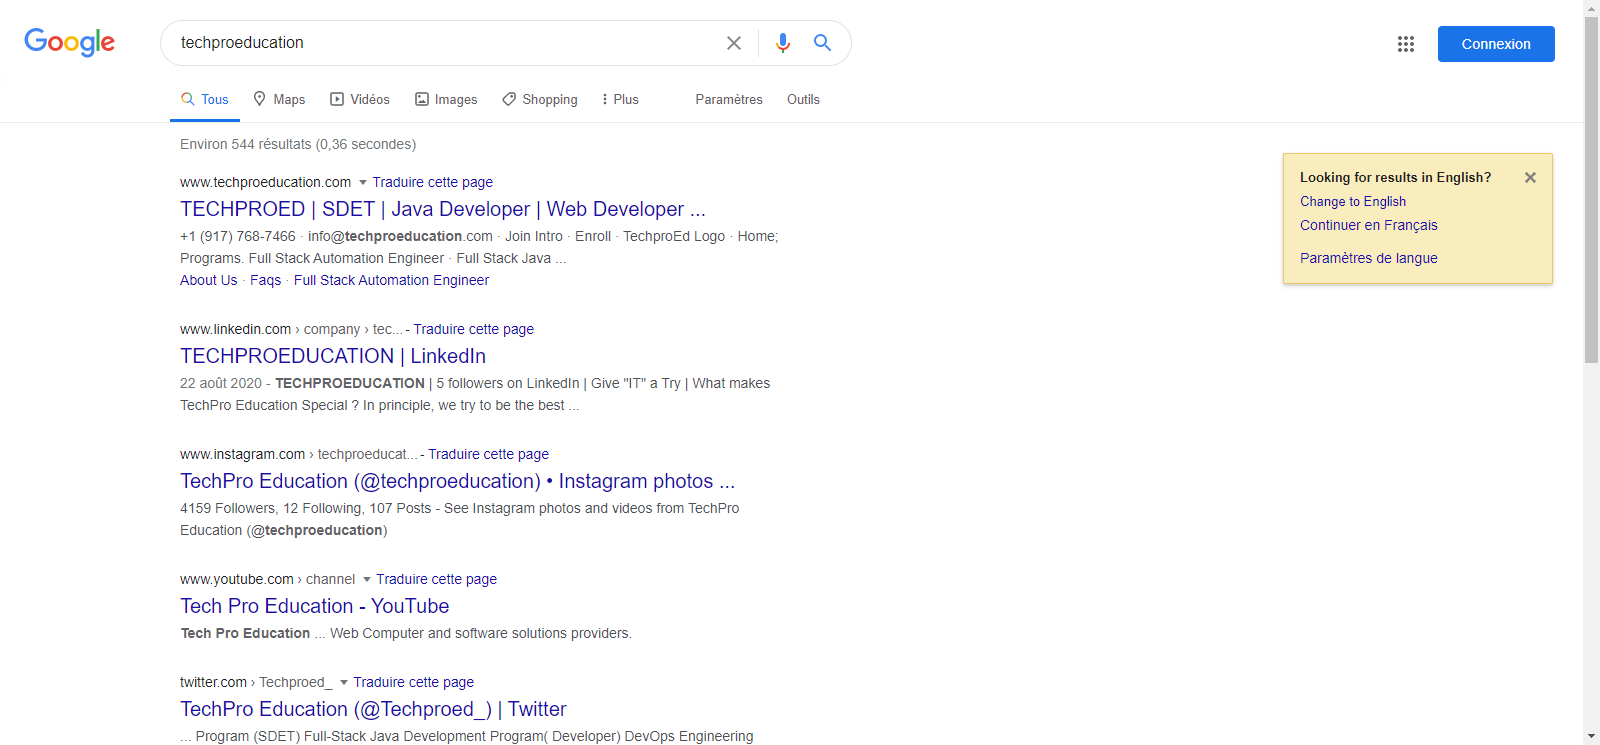 Google
techproeducation
Connexion
Tous
Maps
Vidéos
Images
Shopping
Plus
Paramètres
Outils
Environ 544 résultats (0,36 secondes)
www.techproeducation.com Traduire cette page
TECHPROED | SDET | Java Developer | Web Developer ...
+1 (917) 768-7466 · info@techproeducation.com · Join Intro · Enroll · TechproEd Logo · Home;
Programs. Full Stack Automation Engineer · Full Stack Java ...
About Us · Faqs · Full Stack Automation Engineer
www.linkedin.com › company › tec... - Traduire cette page
TECHPROEDUCATION | LinkedIn
22 août 2020 - TECHPROEDUCATION | 5 followers on LinkedIn | Give "IT" a Try | What makes
TechPro Education Special ? In principle, we try to be the best ...
www.instagram.com › techproeducat... - Traduire cette page
TechPro Education (@techproeducation) • Instagram photos ...
4159 Followers, 12 Following, 107 Posts - See Instagram photos and videos from TechPro
Education (@techproeducation)
www.youtube.com › channel Traduire cette page
Tech Pro Education - YouTube
Tech Pro Education ... Web Computer and software solutions providers.
twitter.com › Techproed_ Traduire cette page
TechPro Education (@Techproed_) | Twitter
... Program (SDET) Full-Stack Java Development Program( Developer) DevOps Engineering
Looking for results in English?
Change to English
Continuer en Français
Paramètres de langue